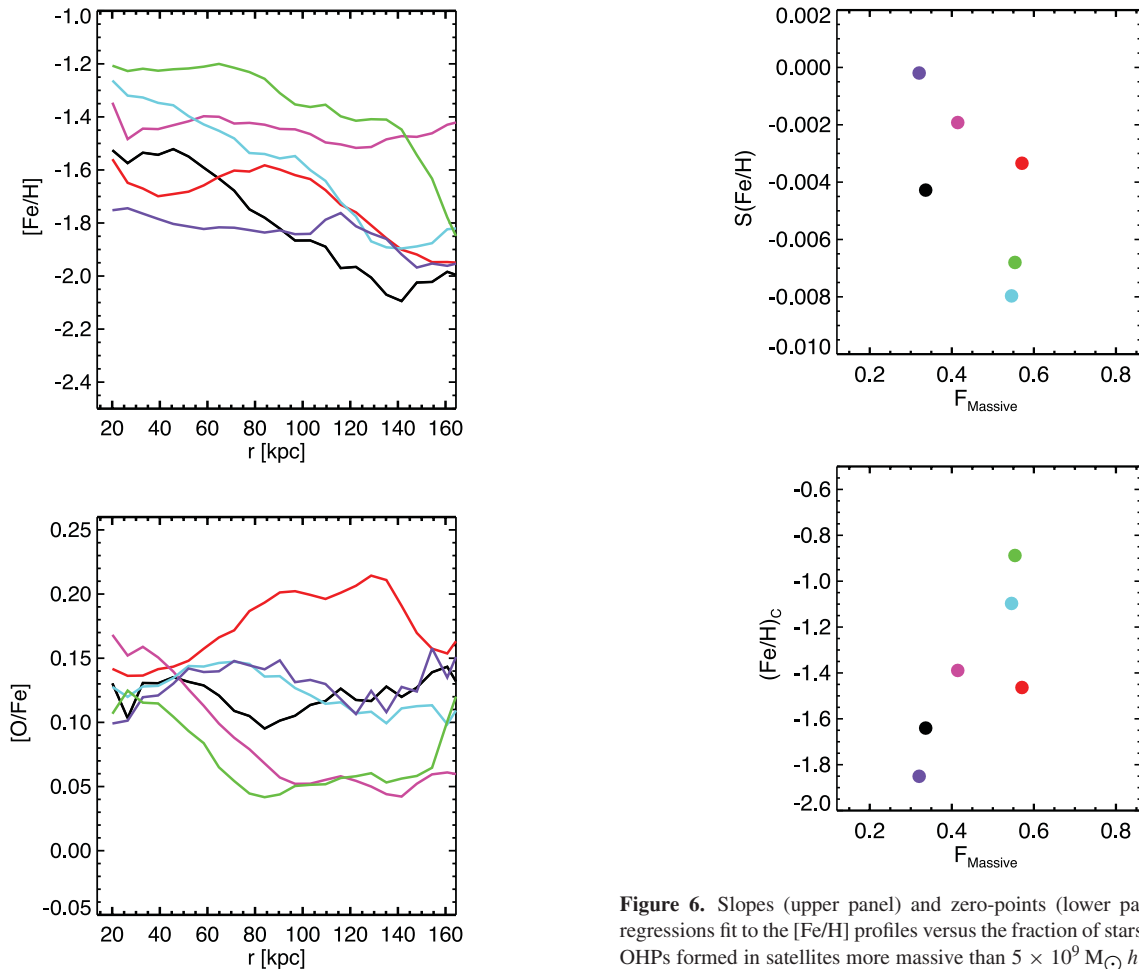 -1.0
-1.2
-1.4
-1.6
-1.8
-2.0
-2.2
-2.4
[Fe/H]
20 40 60 80 100 120 140 160
r [kpc]
0.25
0.20
0.15
0.10
0.05
0.00
-0.05
[O/Fe]
20 40 60 80 100 120 140 160
r [kpc]
0.002
0.000
-0.002
-0.004
-0.006
-0.008
-0.010
S(Fe/H)
0.2 0.4 0.6 0.8
FMassive
-0.6
-0.8
-1.0
-1.2
-1.4
-1.6
-1.8
-2.0
(Fe/H)C
0.2 0.4 0.6 0.8
FMassive
Figure 6. Slopes (upper panel) and zero-points (lower pa
regressions fit to the [Fe/H] profiles versus the fraction of stars
OHPs formed in satellites more massive than 5 × 10⁹ M⊙ h